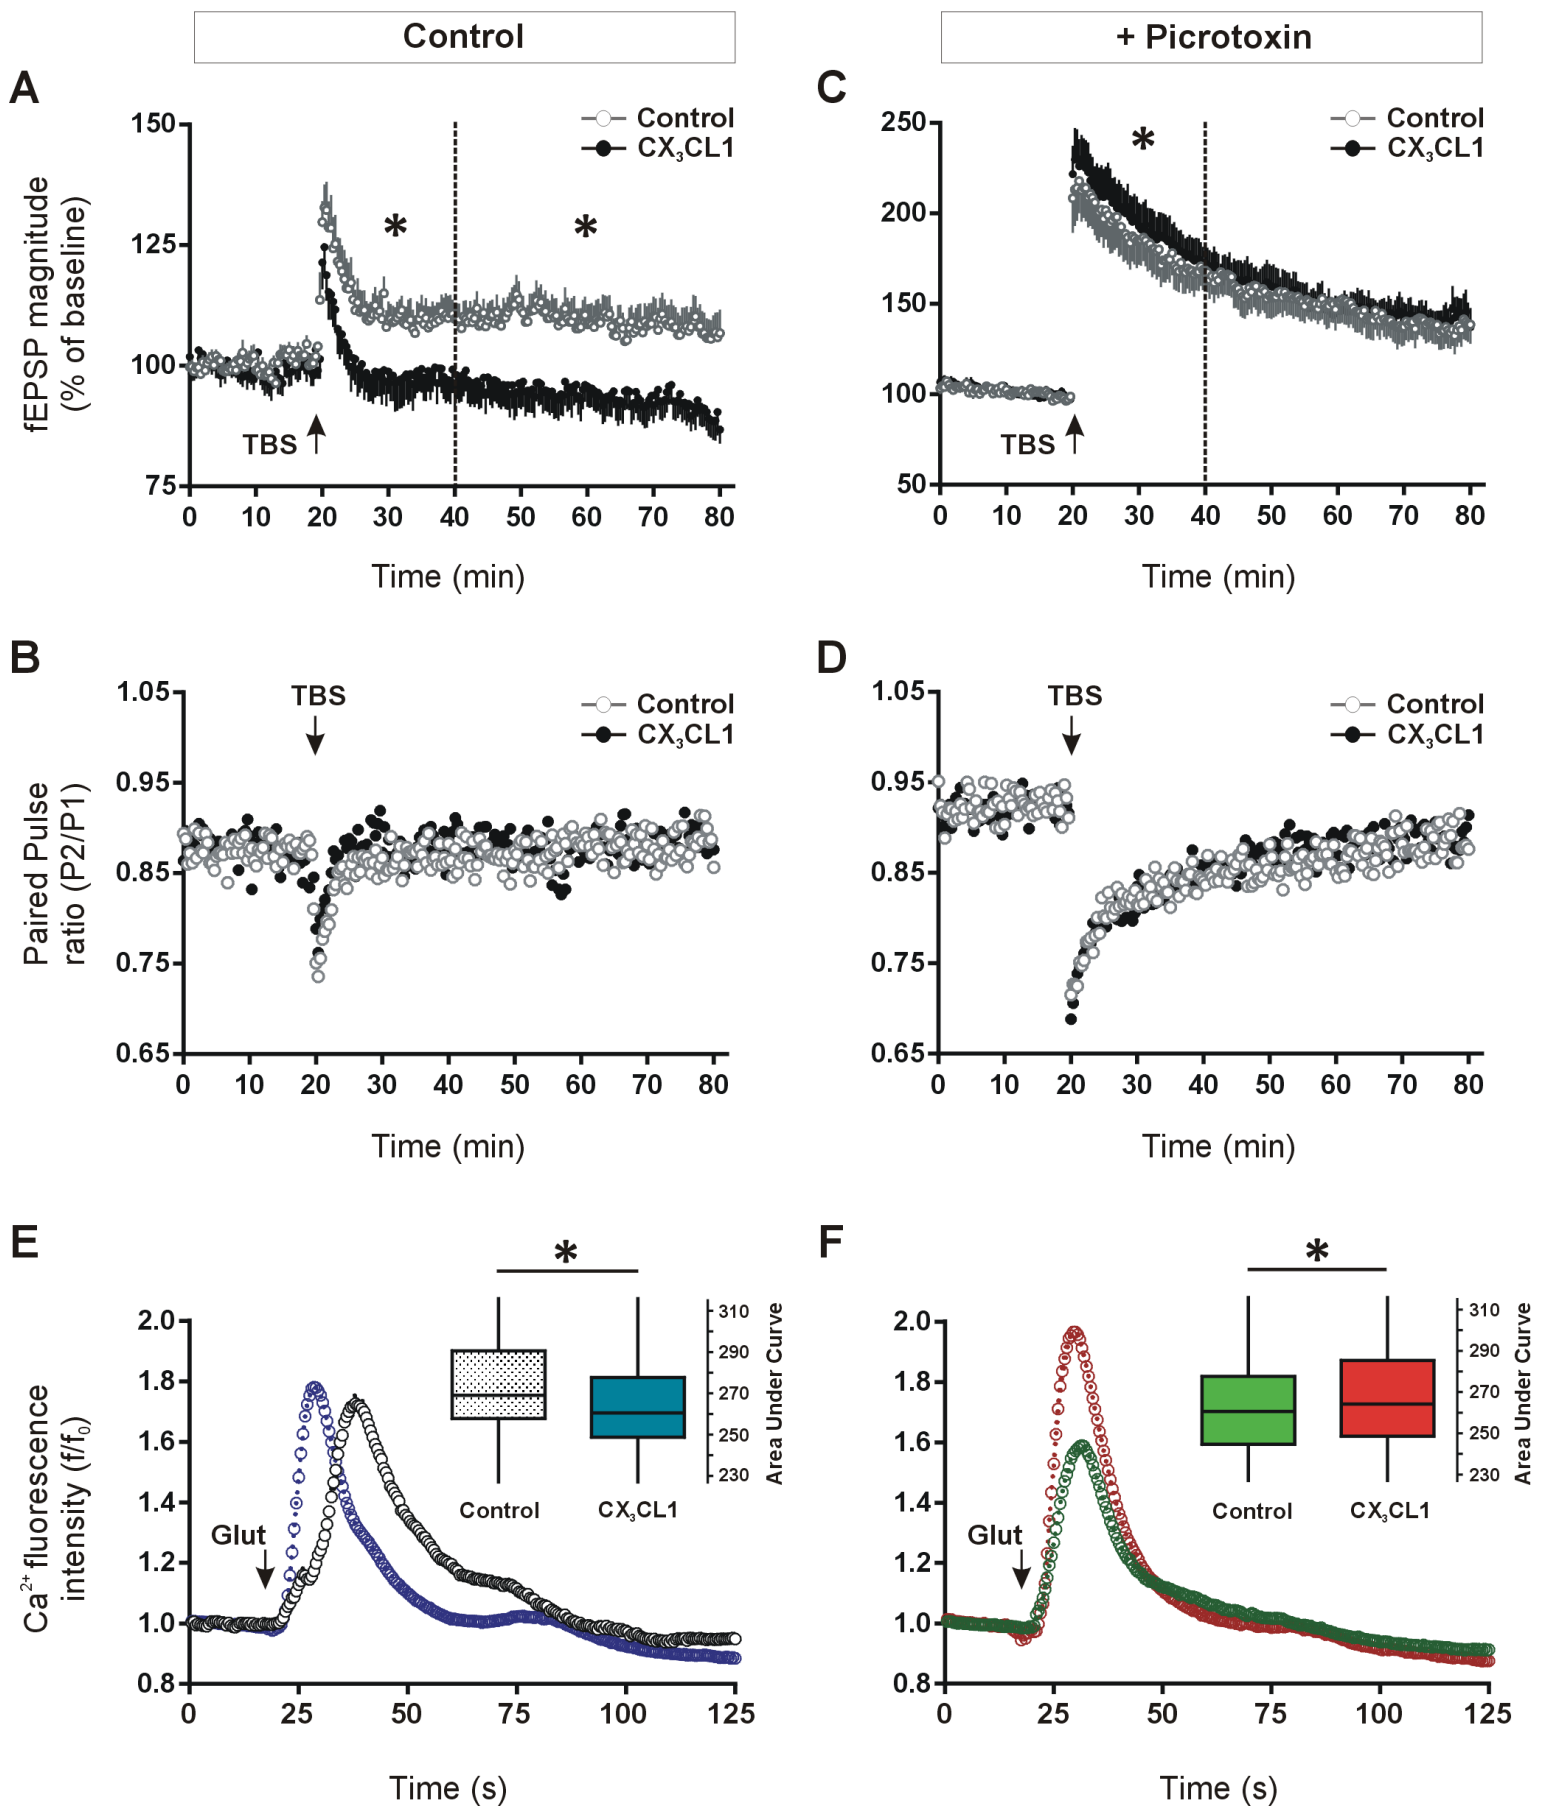 Control
+ Picrotoxin
A
Control
CX3CL1
150
125
100
75
fEPSP magnitude
(% of baseline)
*
*
TBS
0 10 20 30 40 50 60 70 80
Time (min)
C
Control
CX3CL1
250
200
150
100
50
*
TBS
0 10 20 30 40 50 60 70 80
Time (min)
B
TBS
Control
CX3CL1
1.05
0.95
0.85
0.75
0.65
Paired Pulse
ratio (P2/P1)
0 10 20 30 40 50 60 70 80
Time (min)
D
TBS
Control
CX3CL1
1.05
0.95
0.85
0.75
0.65
0 10 20 30 40 50 60 70 80
Time (min)
E
*
2.0
1.8
1.6
1.4
1.2
1.0
0.8
Ca2+ fluorescence
intensity (f/f0)
Glut
310
290
270
250
230
Area Under Curve
Control CX3CL1
0 25 50 75 100 125
Time (s)
F
*
2.0
1.8
1.6
1.4
1.2
1.0
0.8
Glut
310
290
270
250
230
Area Under Curve
Control CX3CL1
0 25 50 75 100 125
Time (s)